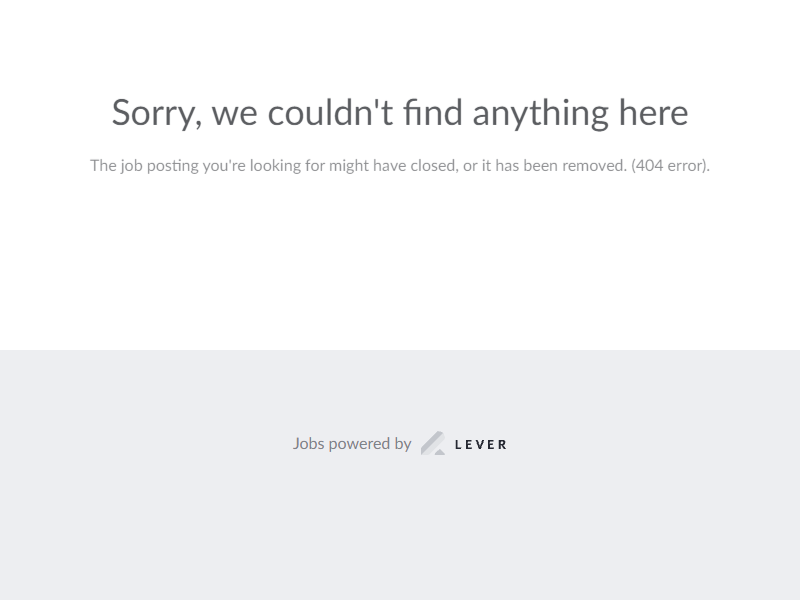 Sorry, we couldn't find anything here
The job posting you're looking for might have closed, or it has been removed. (404 error).
Jobs powered by LEVER